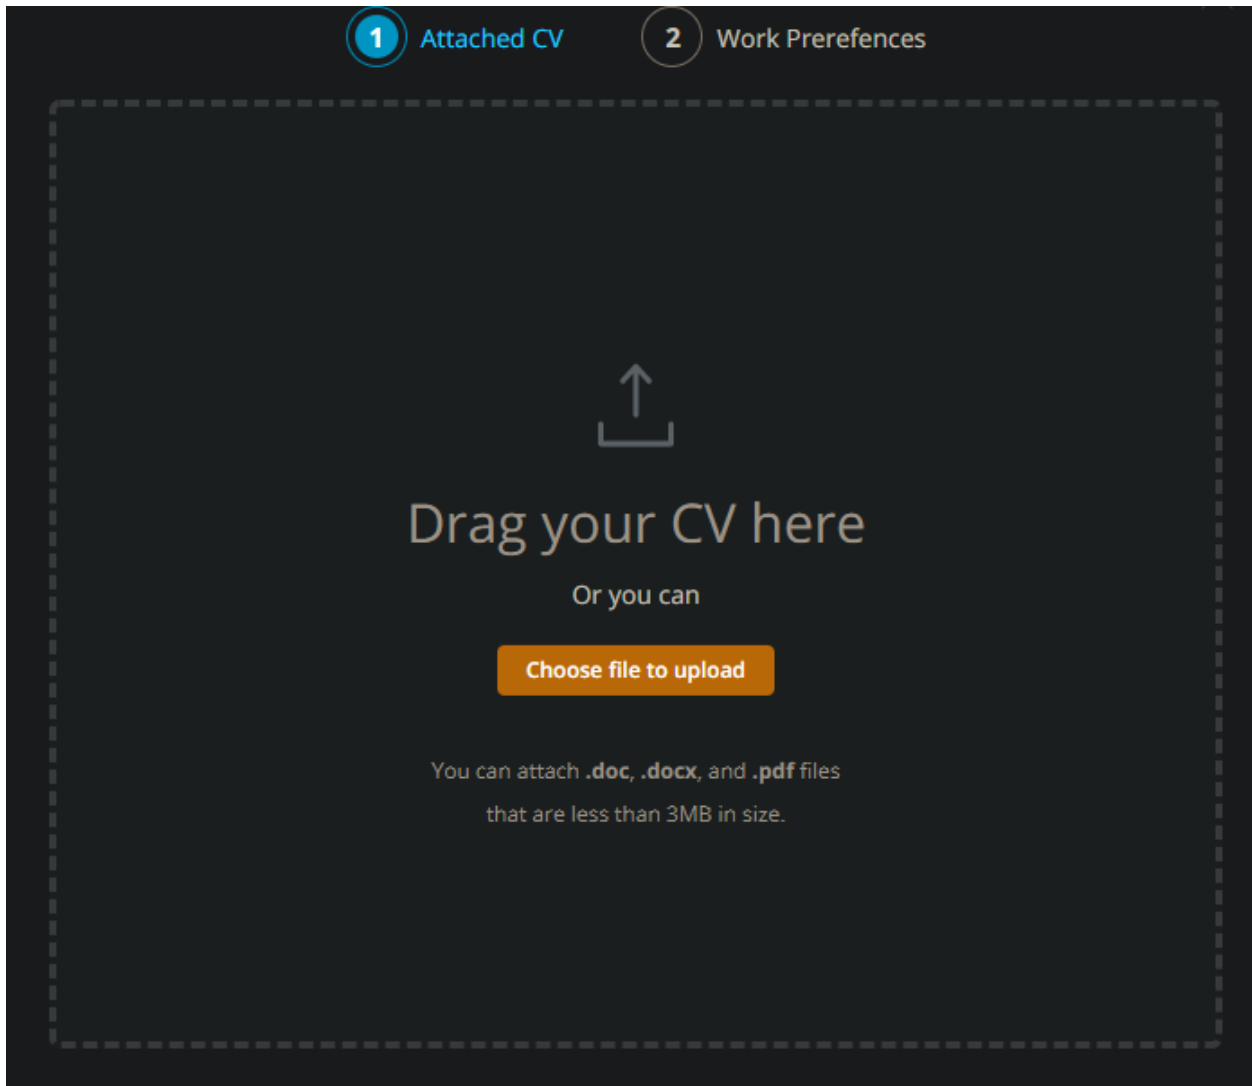 1 Attached CV 2 Work Prerefences
Drag your CV here
Or you can
Choose file to upload
You can attach .doc, .docx, and .pdf files
that are less than 3MB in size.